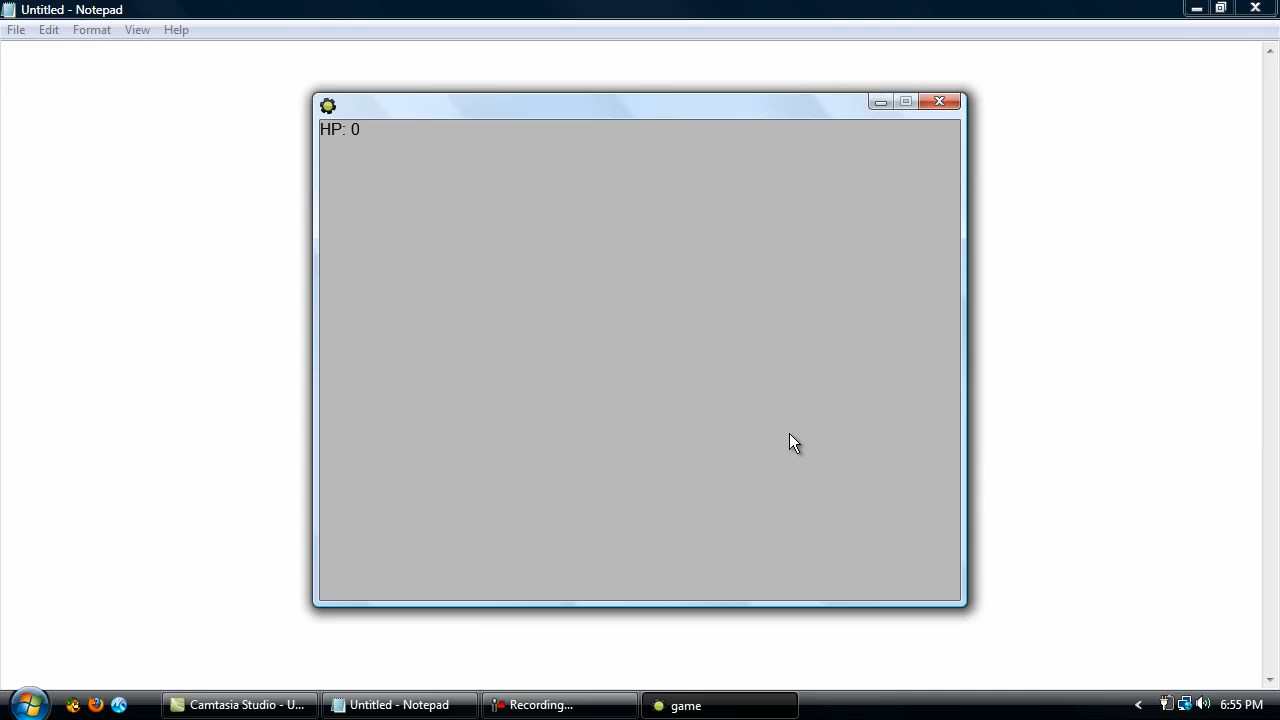 Untitled - Notepad
File Edit Format View Help
HP: 0
Camtasia Studio - U...
Untitled - Notepad
Recording...
game
6:55 PM